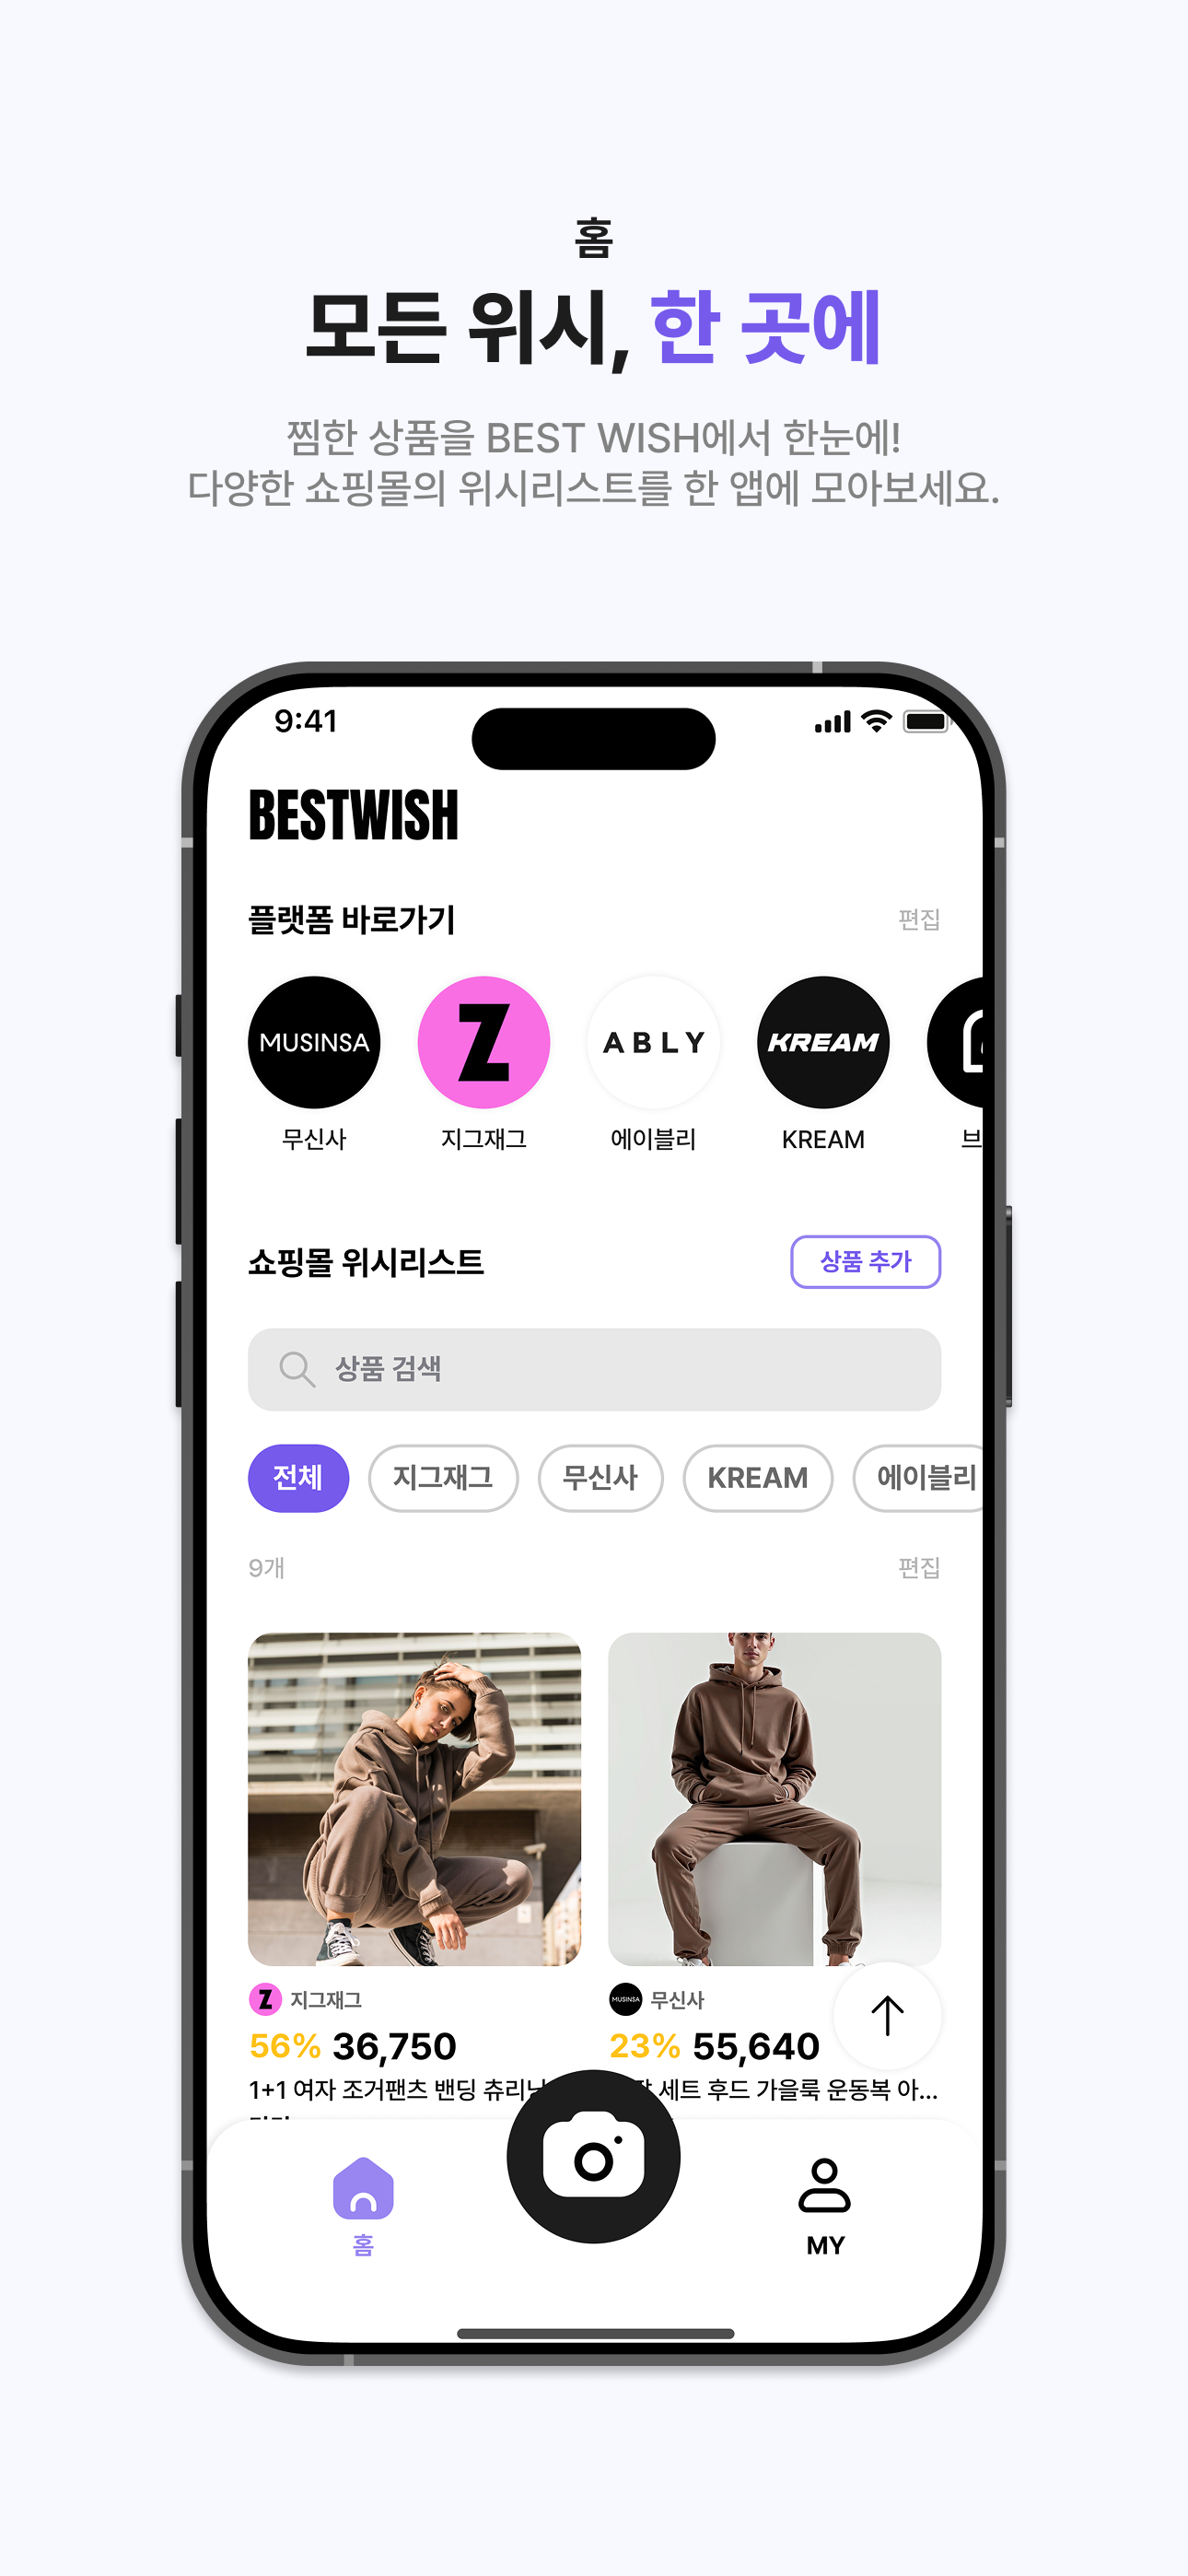 홈
모든 위시, 한 곳에
찜한 상품을 BEST WISH에서 한눈에!
다양한 쇼핑몰의 위시리스트를 한 앱에 모아보세요.
9:41
BESTWISH
플랫폼 바로가기 편집
MUSINSA Z ABLY KREAM
무신사 지그재그 에이블리 KREAM 브
쇼핑몰 위시리스트 상품 추가
상품 검색
전체 지그재그 무신사 KREAM 에이블리
9개 편집
Z 지그재그 MUSINSA 무신사
56% 36,750 23% 55,640
1+1 여자 조거팬츠 밴딩 츄리닝 세트 후드 가을룩 운동복 아...
홈 MY